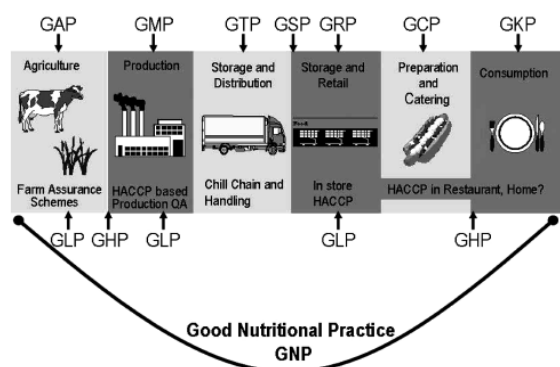 GAP GMP GTP GSP GRP GCP GKP
Agriculture
Production
Storage and
Distribution
Storage and
Retail
Preparation
and
Catering
Consumption
Food
Farm Assurance
Schemes
HACCP based
Production QA
Chill Chain and
Handling
In store
HACCP
HACCP in Restaurant, Home?
GLP GHP GLP GLP GHP
Good Nutritional Practice
GNP